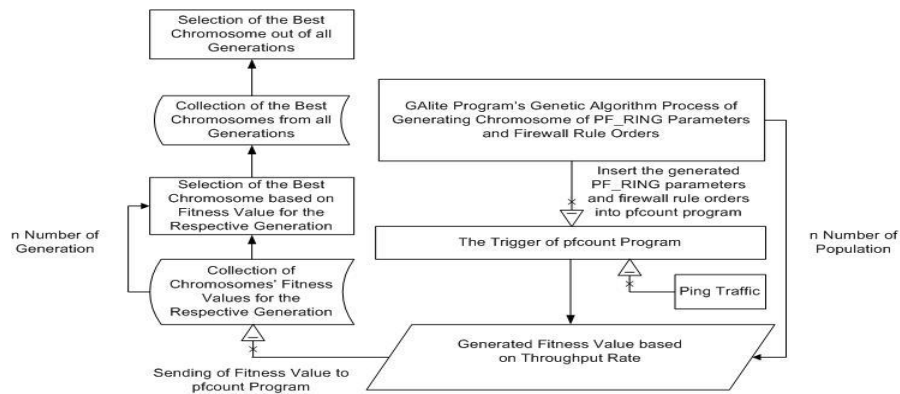 Selection of the Best
Chromosome out of all
Generations
Collection of the Best
Chromosomes from all
Generations
Selection of the Best
Chromosome based on
Fitness Value for the
Respective Generation
n Number of
Generation
Collection of
Chromosomes' Fitness
Values for the
Respective Generation
Sending of Fitness Value to
pfcount Program
GAlite Program's Genetic Algorithm Process of
Generating Chromosome of PF_RING Parameters
and Firewall Rule Orders
Insert the generated
PF_RING parameters
and firewall rule orders
into pfcount program
The Trigger of pfcount Program
n Number of
Population
Ping Traffic
Generated Fitness Value based
on Throughput Rate